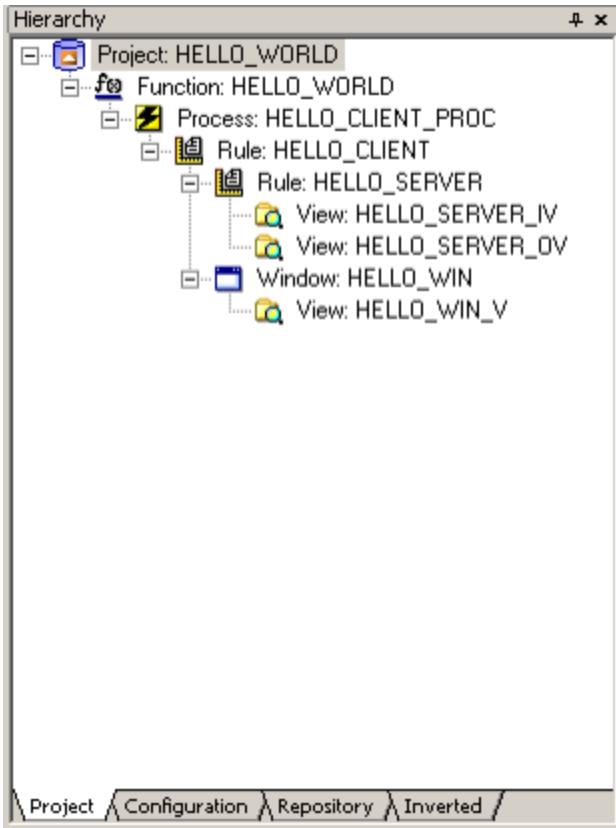 Hierarchy
Project: HELLO_WORLD
Function: HELLO_WORLD
Process: HELLO_CLIENT_PROC
Rule: HELLO_CLIENT
Rule: HELLO_SERVER
View: HELLO_SERVER_IV
View: HELLO_SERVER_OV
Window: HELLO_WIN
View: HELLO_WIN_V
Project Configuration Repository Inverted